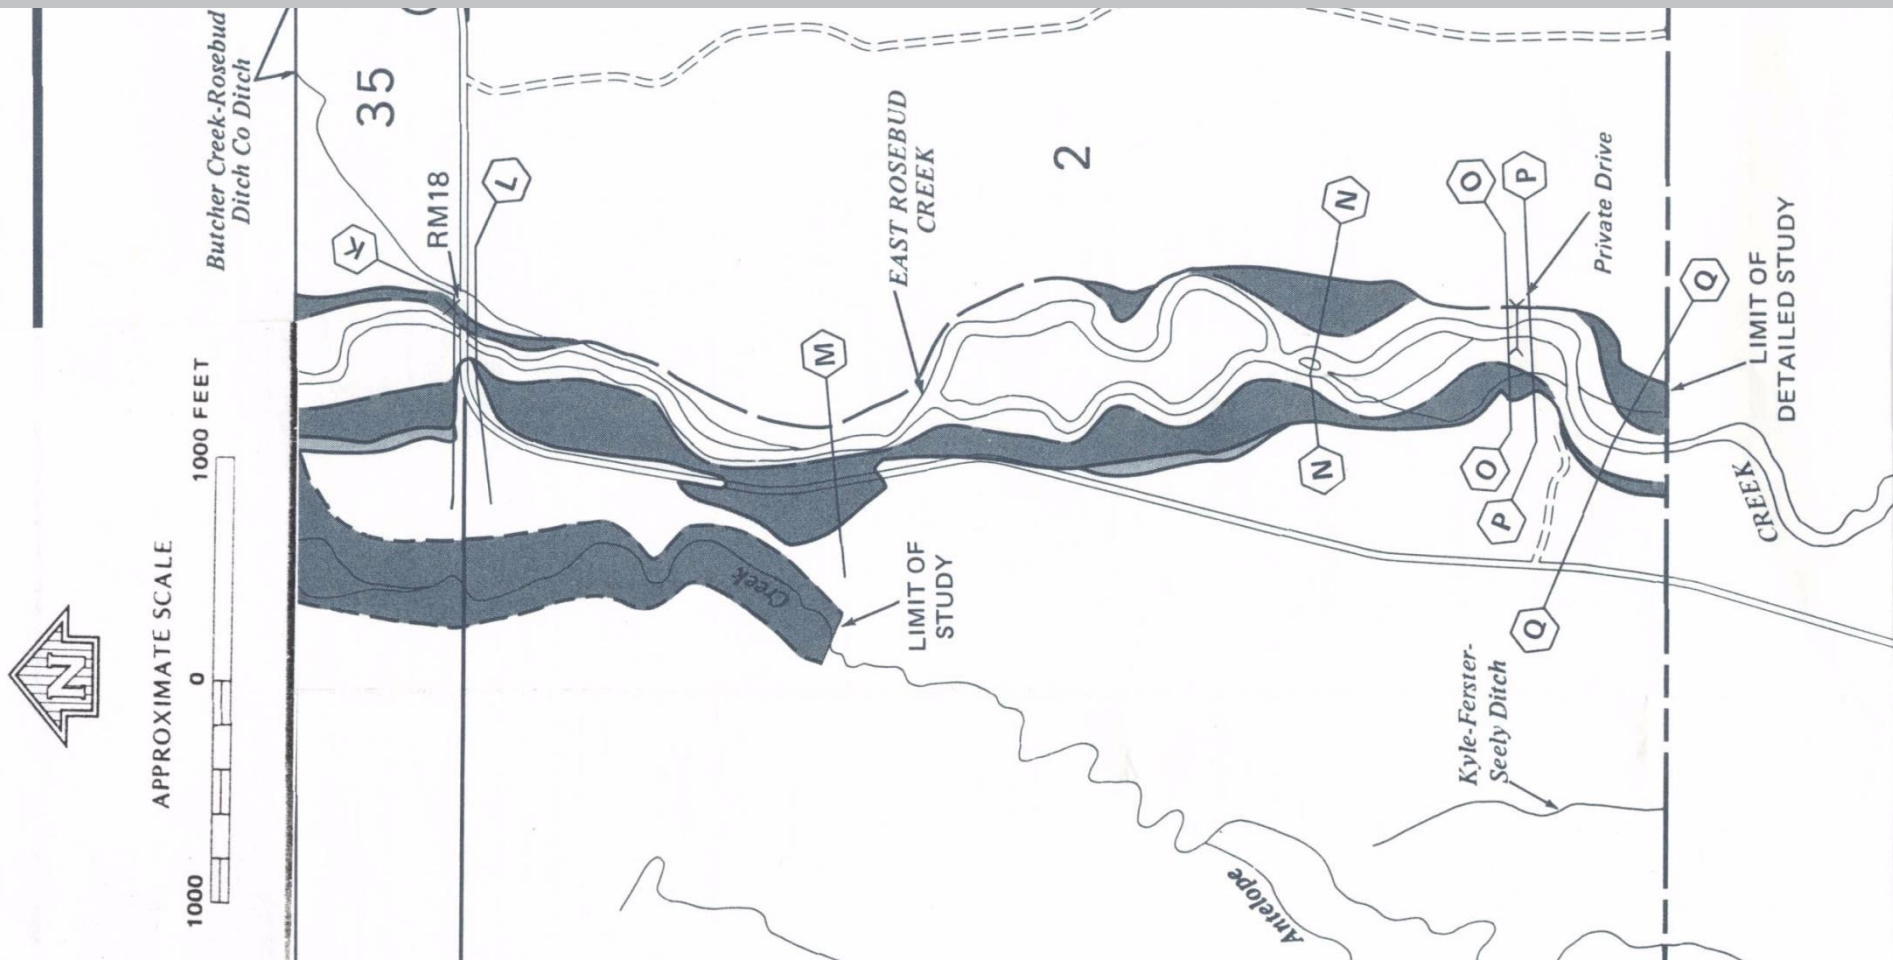 Butcher Creek-Rosebud
Ditch Co Ditch
35
RM18
K
L
EAST ROSEBUD
CREEK
2
M
N
N
O
P
O
P
Private Drive
Q
Q
LIMIT OF
DETAILED STUDY
CREEK
1000 FEET
0
1000
APPROXIMATE SCALE
N
Creek
LIMIT OF
STUDY
Kyle-Ferster-
Seely Ditch
Antelope